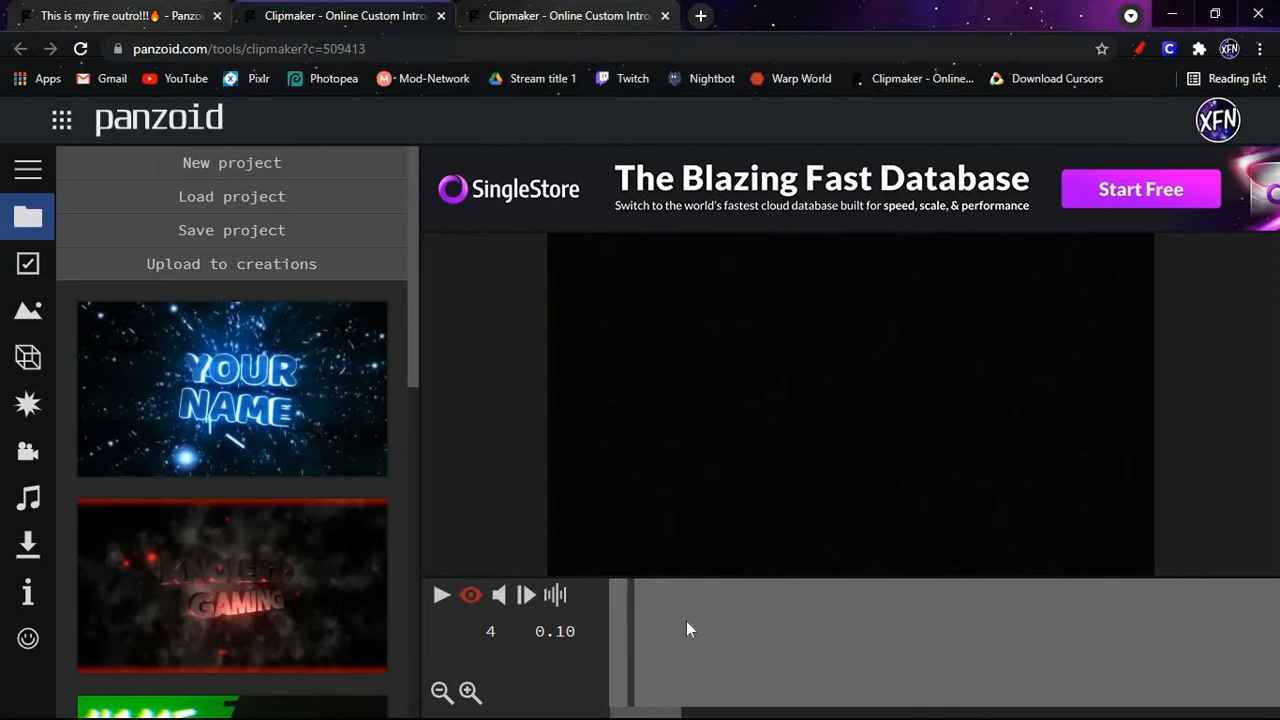 This is my fire outro!!!🔥 - Panzo
Clipmaker - Online Custom Intro
Clipmaker - Online Custom Intro
panzoid.com/tools/clipmaker?c=509413
XFN
Apps Gmail YouTube Pixlr Photopea Mod-Network Stream title 1 Twitch Nightbot Warp World Clipmaker - Online... Download Cursors Reading list
panzoid
XFN
New project
Load project
Save project
Upload to creations
SingleStore
The Blazing Fast Database
Switch to the world's fastest cloud database built for speed, scale, & performance
Start Free
YOUR
NAME
GAMING
NAME
4 0.10